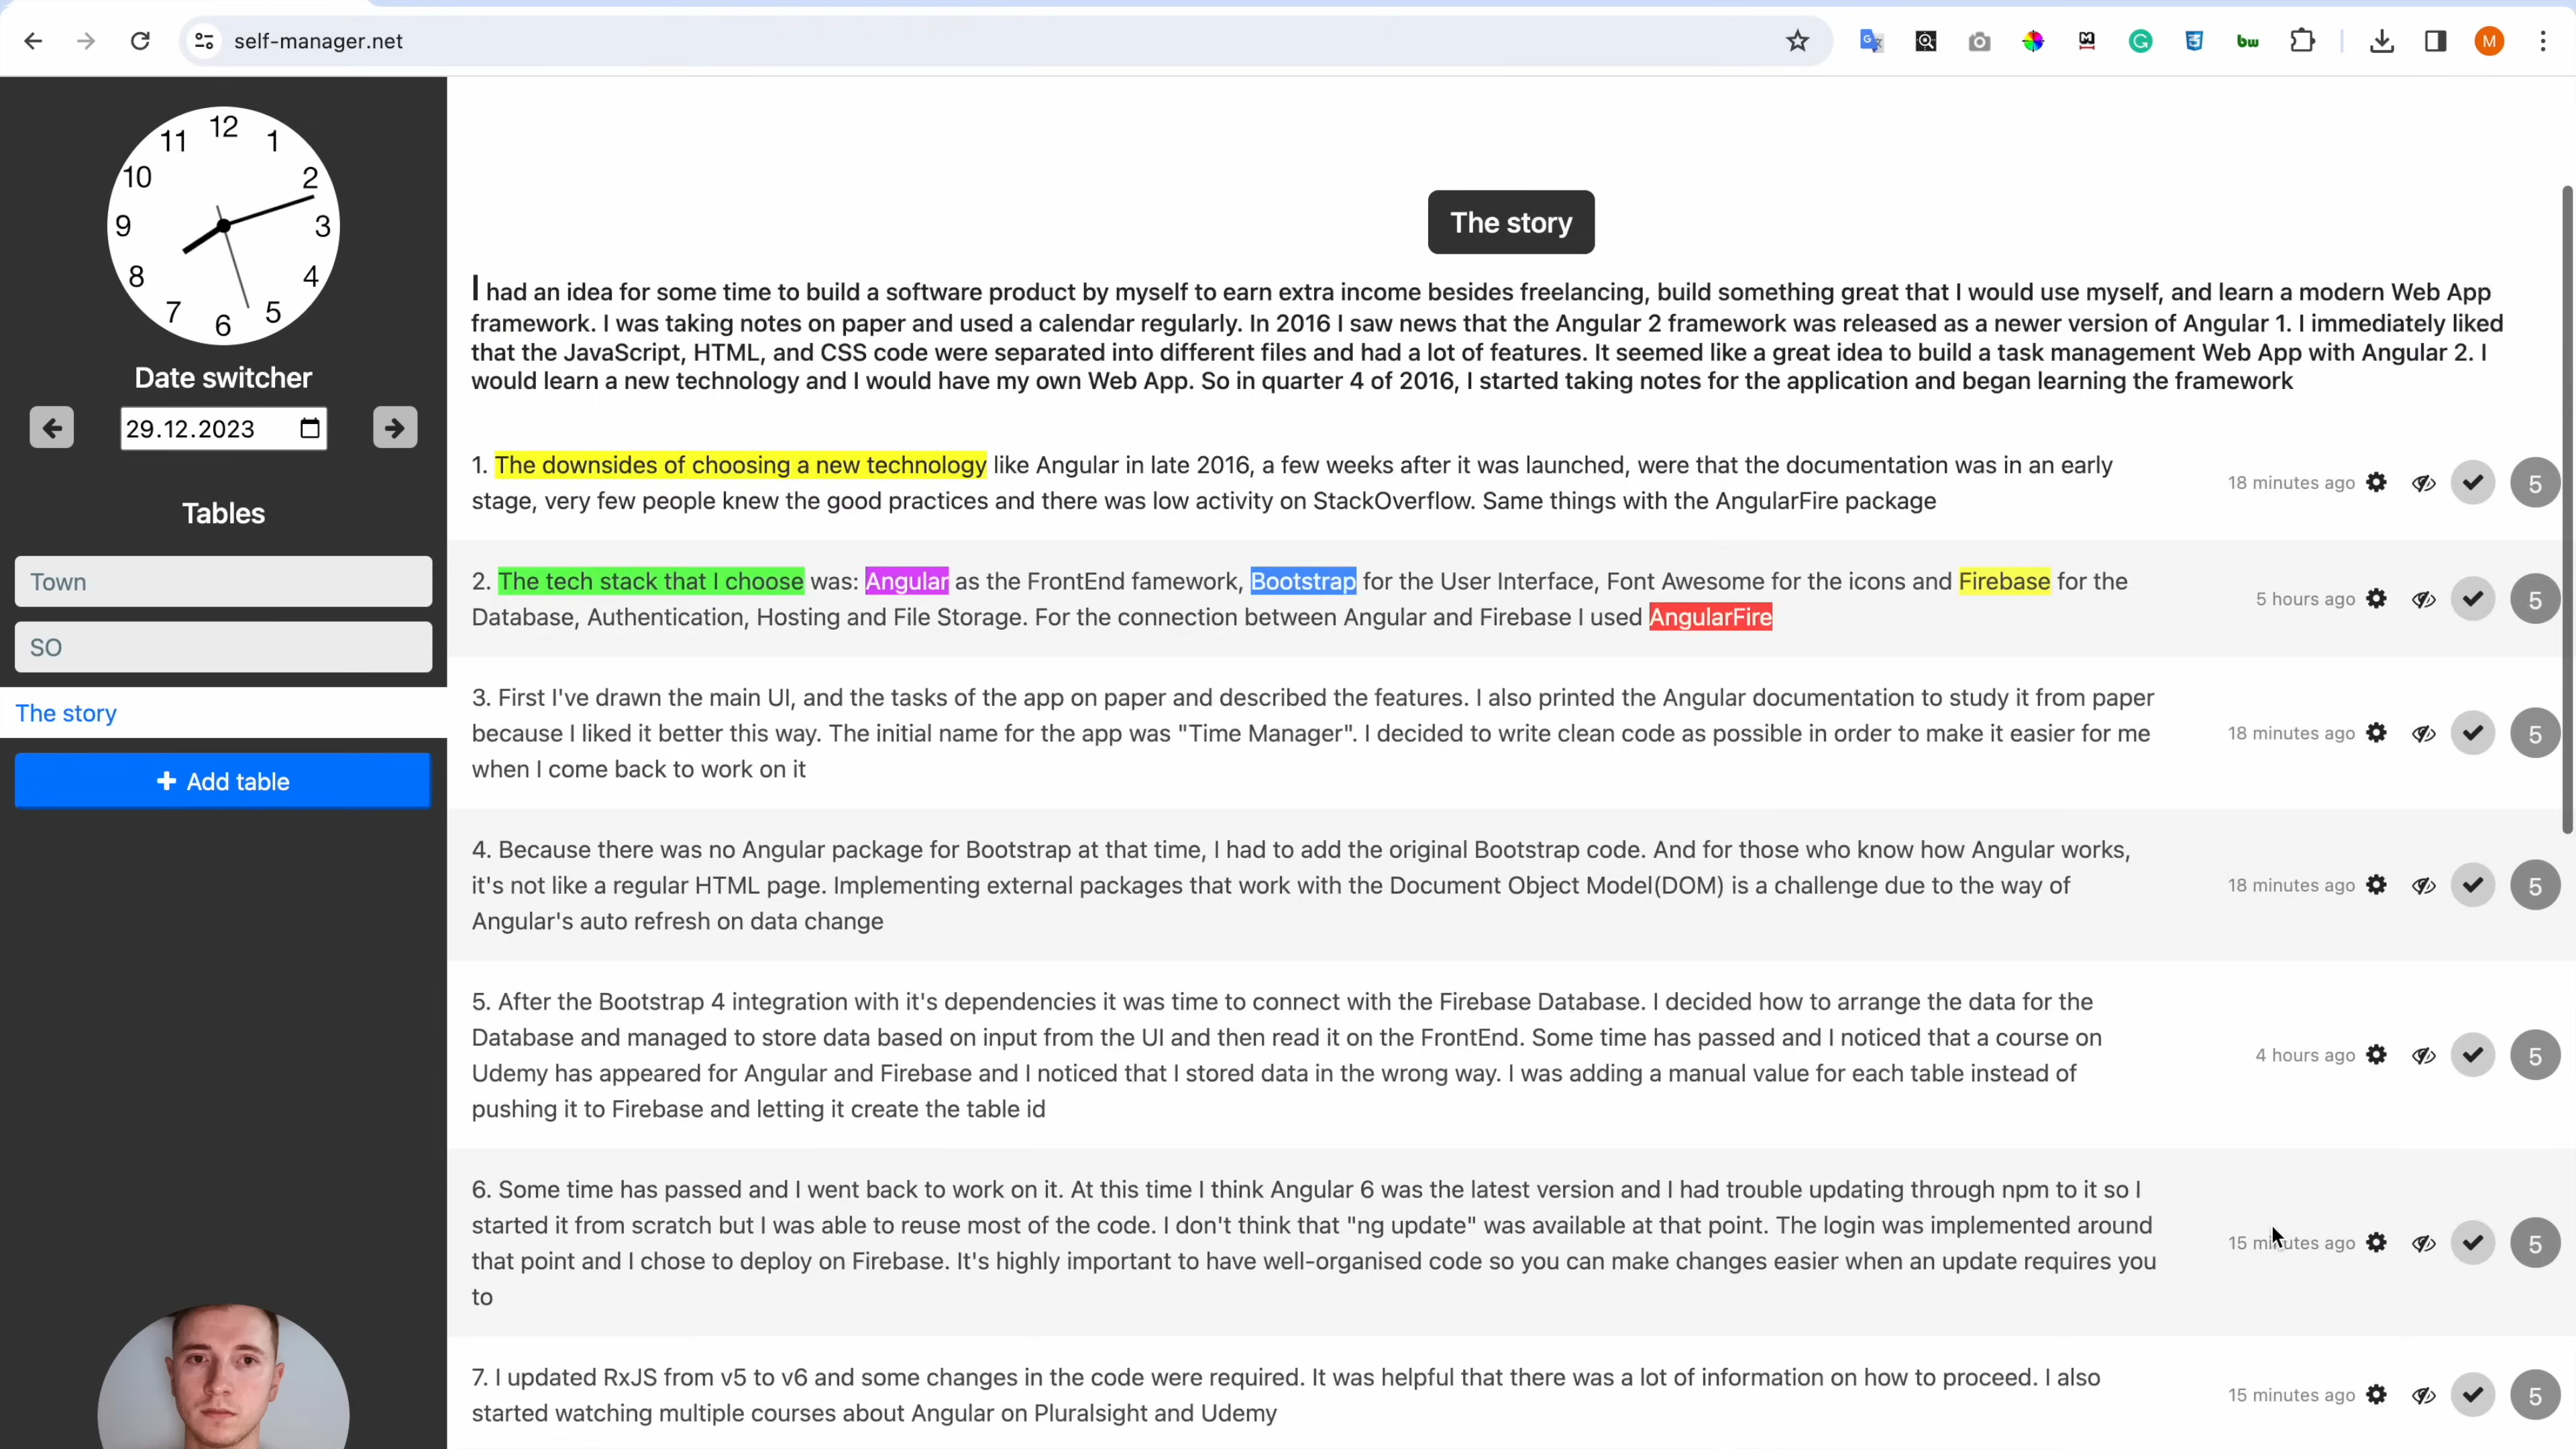 self-manager.net
bw
M
12
11
1
10
2
9
3
8
4
7
5
6
Date switcher
29.12.2023
Tables
Town
SO
The story
+ Add table
The story
I had an idea for some time to build a software product by myself to earn extra income besides freelancing, build something great that I would use myself, and learn a modern Web App
framework. I was taking notes on paper and used a calendar regularly. In 2016 I saw news that the Angular 2 framework was released as a newer version of Angular 1. I immediately liked
that the JavaScript, HTML, and CSS code were separated into different files and had a lot of features. It seemed like a great idea to build a task management Web App with Angular 2. I
would learn a new technology and I would have my own Web App. So in quarter 4 of 2016, I started taking notes for the application and began learning the framework
1. The downsides of choosing a new technology like Angular in late 2016, a few weeks after it was launched, were that the documentation was in an early
stage, very few people knew the good practices and there was low activity on StackOverflow. Same things with the AngularFire package
18 minutes ago
5
2. The tech stack that I choose was: Angular as the FrontEnd famework, Bootstrap for the User Interface, Font Awesome for the icons and Firebase for the
Database, Authentication, Hosting and File Storage. For the connection between Angular and Firebase I used AngularFire
5 hours ago
5
3. First I've drawn the main UI, and the tasks of the app on paper and described the features. I also printed the Angular documentation to study it from paper
because I liked it better this way. The initial name for the app was "Time Manager". I decided to write clean code as possible in order to make it easier for me
when I come back to work on it
18 minutes ago
5
4. Because there was no Angular package for Bootstrap at that time, I had to add the original Bootstrap code. And for those who know how Angular works,
it's not like a regular HTML page. Implementing external packages that work with the Document Object Model(DOM) is a challenge due to the way of
Angular's auto refresh on data change
18 minutes ago
5
5. After the Bootstrap 4 integration with it's dependencies it was time to connect with the Firebase Database. I decided how to arrange the data for the
Database and managed to store data based on input from the UI and then read it on the FrontEnd. Some time has passed and I noticed that a course on
Udemy has appeared for Angular and Firebase and I noticed that I stored data in the wrong way. I was adding a manual value for each table instead of
pushing it to Firebase and letting it create the table id
4 hours ago
5
6. Some time has passed and I went back to work on it. At this time I think Angular 6 was the latest version and I had trouble updating through npm to it so I
started it from scratch but I was able to reuse most of the code. I don't think that "ng update" was available at that point. The login was implemented around
that point and I chose to deploy on Firebase. It's highly important to have well-organised code so you can make changes easier when an update requires you
to
15 minutes ago
5
7. I updated RxJS from v5 to v6 and some changes in the code were required. It was helpful that there was a lot of information on how to proceed. I also
started watching multiple courses about Angular on Pluralsight and Udemy
15 minutes ago
5